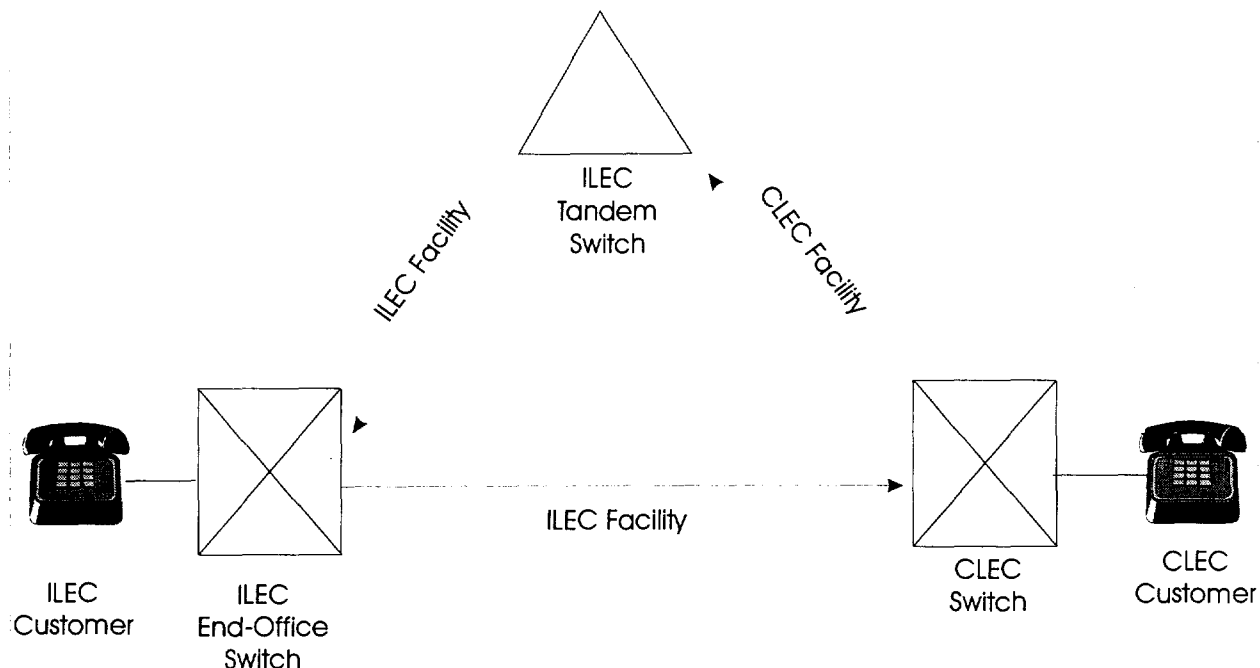 ILEC
Tandem
Switch
ILEC Facility
CLEC Facility
ILEC Facility
ILEC
Customer
ILEC
End-Office
Switch
CLEC
Switch
CLEC
Customer